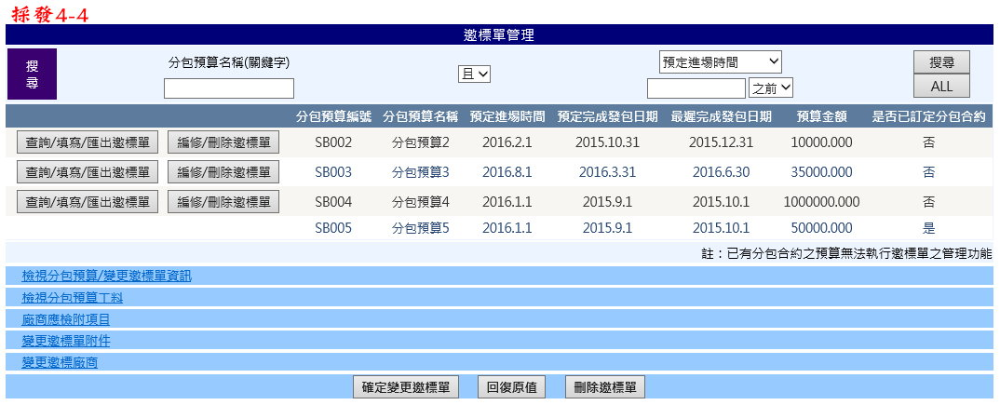 採發4-4
邀標單管理
搜尋
分包預算名稱(關鍵字)
且
預定進場時間
之前
搜尋
ALL
分包預算編號 分包預算名稱 預定進場時間 預定完成發包日期 最遲完成發包日期 預算金額 是否已訂定分包合約
查詢/填寫/匯出邀標單 編修/刪除邀標單 SB002 分包預算2 2016.2.1 2015.10.31 2015.12.31 10000.000 否
查詢/填寫/匯出邀標單 編修/刪除邀標單 SB003 分包預算3 2016.8.1 2016.3.31 2016.6.30 35000.000 否
查詢/填寫/匯出邀標單 編修/刪除邀標單 SB004 分包預算4 2016.1.1 2015.9.1 2015.10.1 1000000.000 否
SB005 分包預算5 2016.1.1 2015.9.1 2015.10.1 50000.000 是
註：已有分包合約之預算無法執行邀標單之管理功能
檢視分包預算/變更邀標單資訊
檢視分包預算工料
廠商應檢附項目
變更邀標單附件
變更邀標廠商
確定變更邀標單 回復原值 刪除邀標單